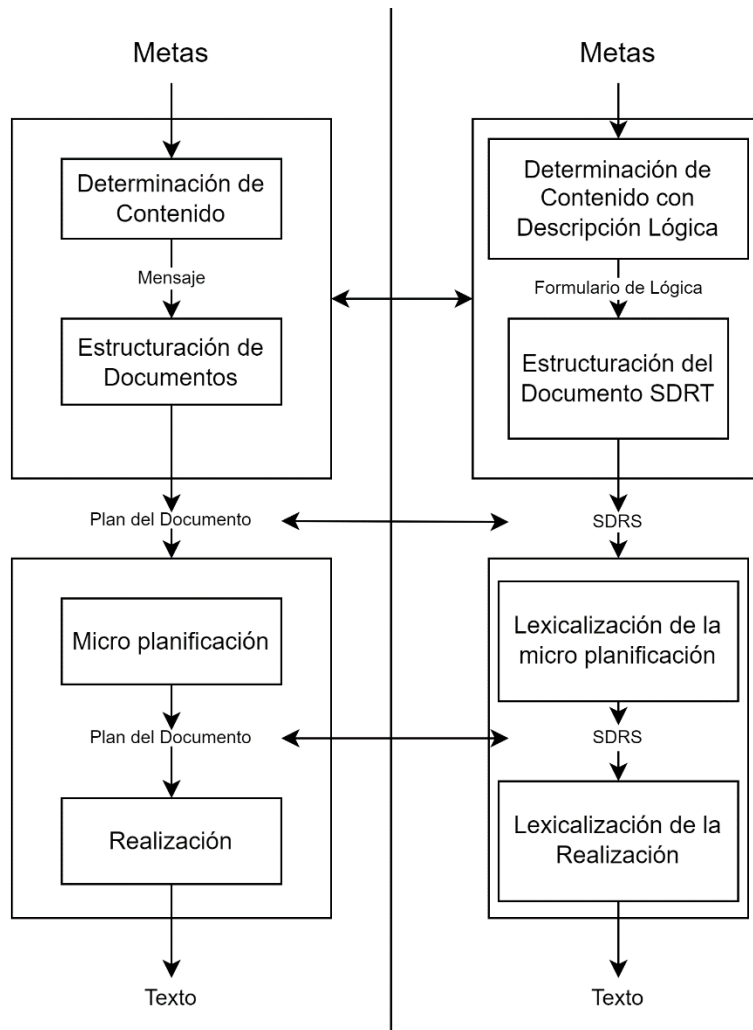 Metas
Determinación de
Contenido
Mensaje
Estructuración de
Documentos
Plan del Documento
Micro planificación
Plan del Documento
Realización
Texto
Metas
Determinación de
Contenido con
Descripción Lógica
Formulario de Lógica
Estructuración del
Documento SDRT
SDRS
Lexicalización de la
micro planificación
SDRS
Lexicalización de la
Realización
Texto